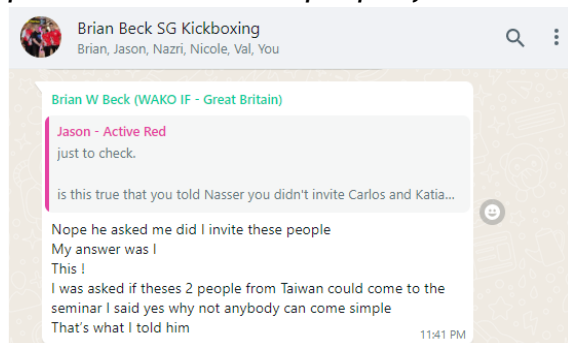 Brian Beck SG Kickboxing
Brian, Jason, Nazri, Nicole, Val, You
Brian W Beck (WAKO IF - Great Britain)
Jason - Active Red
just to check.
is this true that you told Nasser you didn't invite Carlos and Katia...
Nope he asked me did I invite these people
My answer was I
This !
I was asked if theses 2 people from Taiwan could come to the
seminar I said yes why not anybody can come simple
That's what I told him
11:41 PM